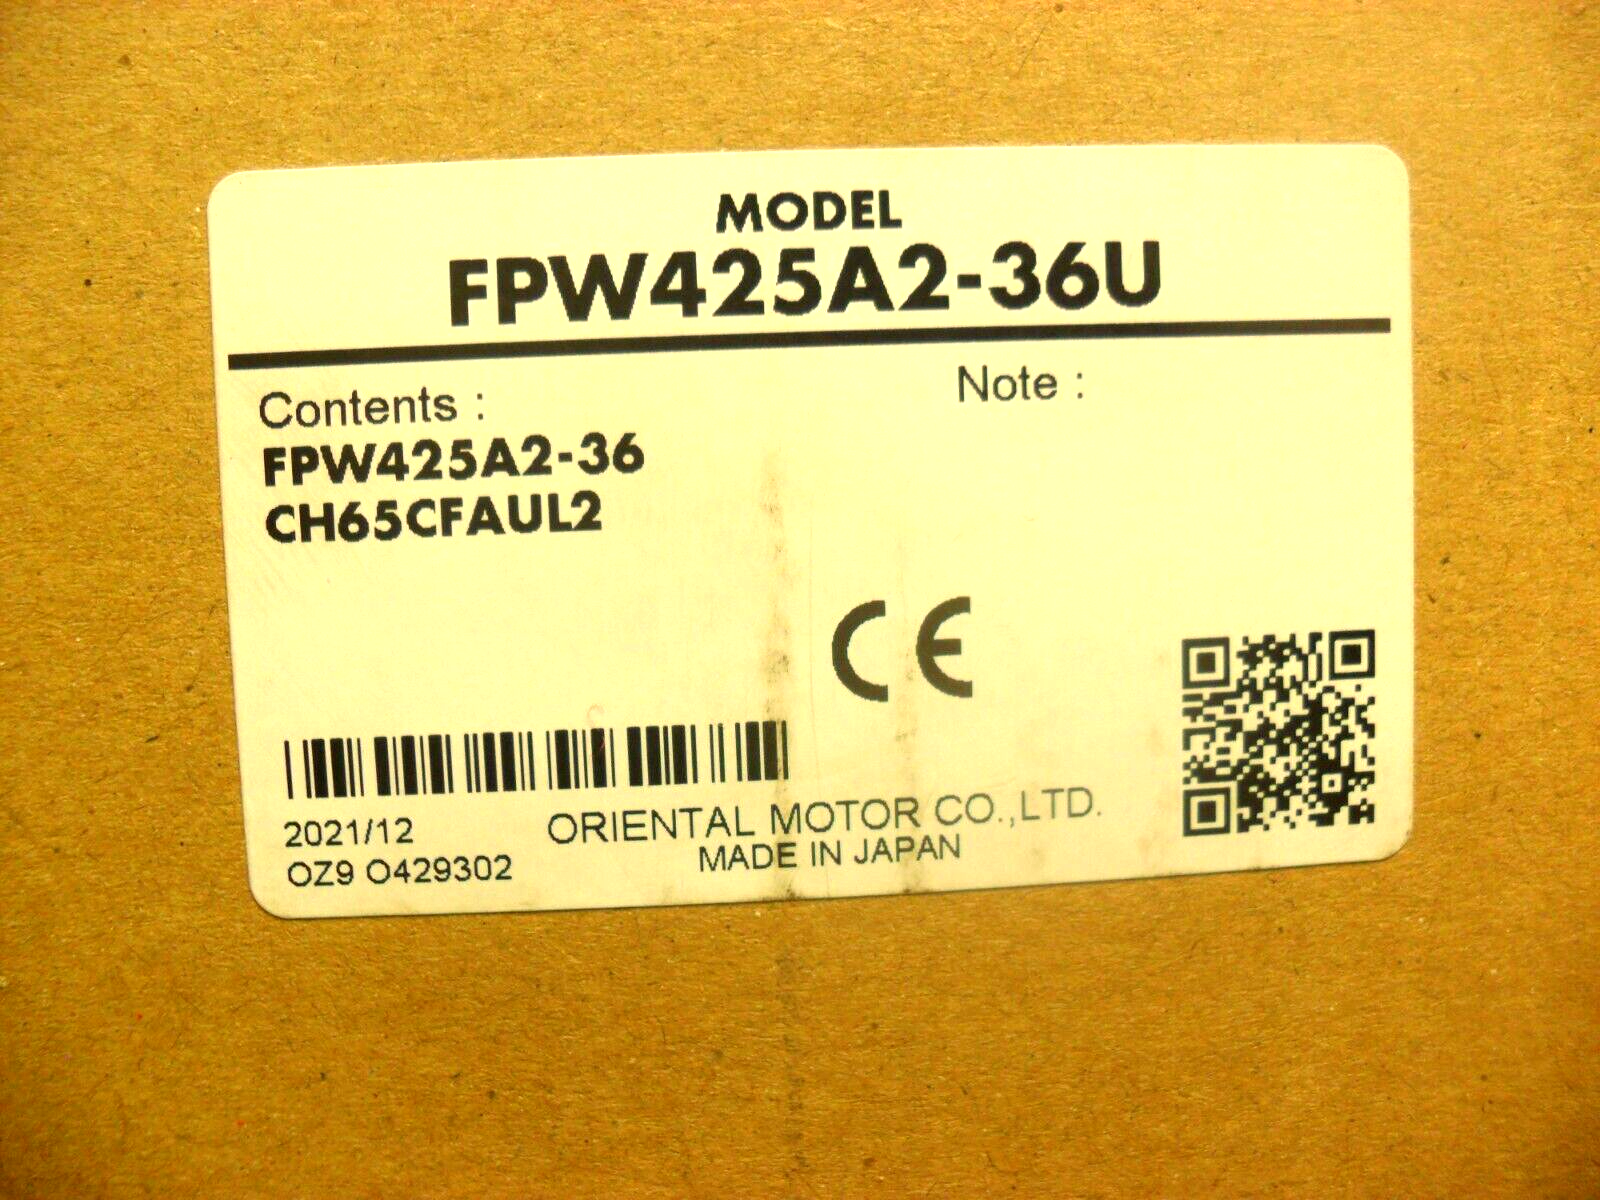 MODEL
FPW425A2-36U
Contents :
FPW425A2-36
CH65CFAUL2
Note :
CE
2021/12
OZ9 O429302
ORIENTAL MOTOR CO.,LTD.
MADE IN JAPAN